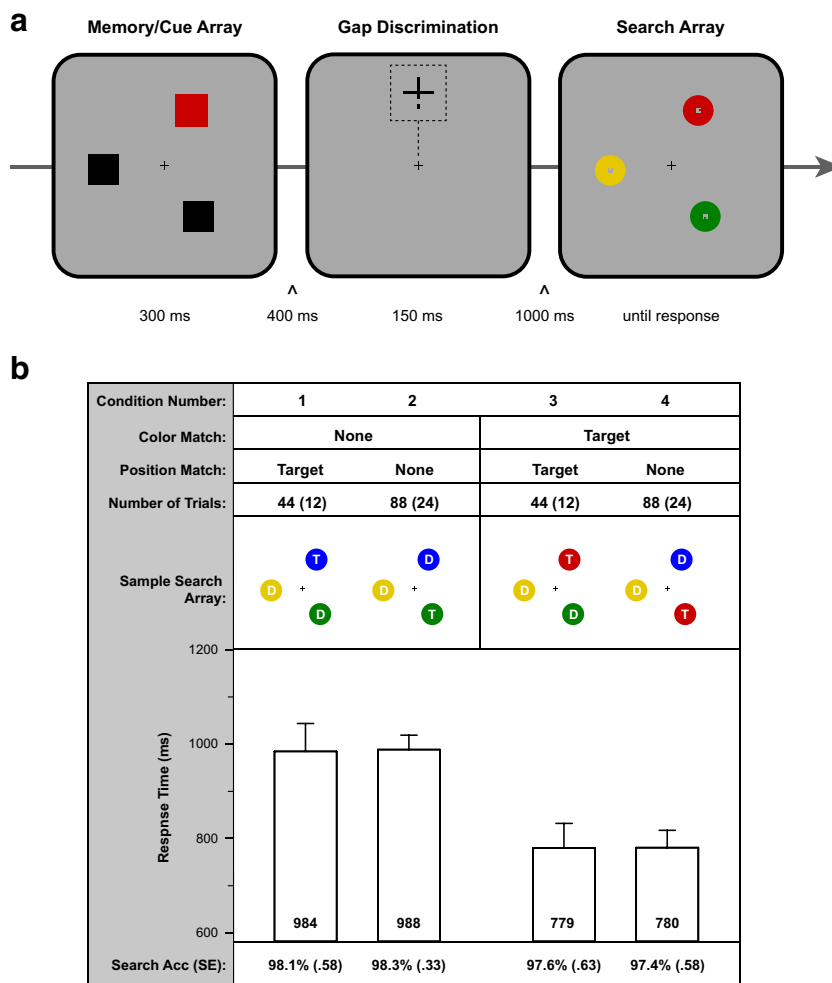 a
Memory/Cue Array Gap Discrimination Search Array
^ ^
300 ms 400 ms 150 ms 1000 ms until response
b
Condition Number: 1 2 3 4
Color Match: None Target
Position Match: Target None Target None
Number of Trials: 44 (12) 88 (24) 44 (12) 88 (24)
T D T D
Sample Search
Array:
D D D D
D T D T
1200
1000
800
600
Respnse Time (ms)
984 988 779 780
Search Acc (SE): 98.1% (.58) 98.3% (.33) 97.6% (.63) 97.4% (.58)